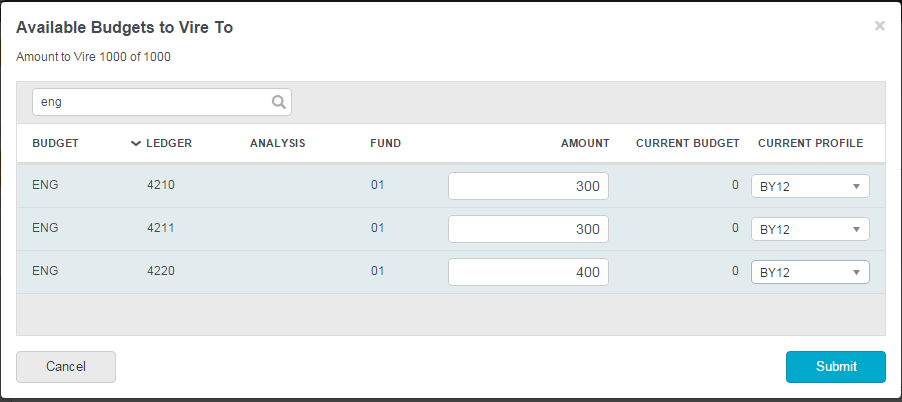 Available Budgets to Vire To
×
Amount to Vire 1000 of 1000
eng
BUDGET LEDGER ANALYSIS FUND AMOUNT CURRENT BUDGET CURRENT PROFILE
ENG 4210 01 300 0 BY12
ENG 4211 01 300 0 BY12
ENG 4220 01 400 0 BY12
Cancel Submit